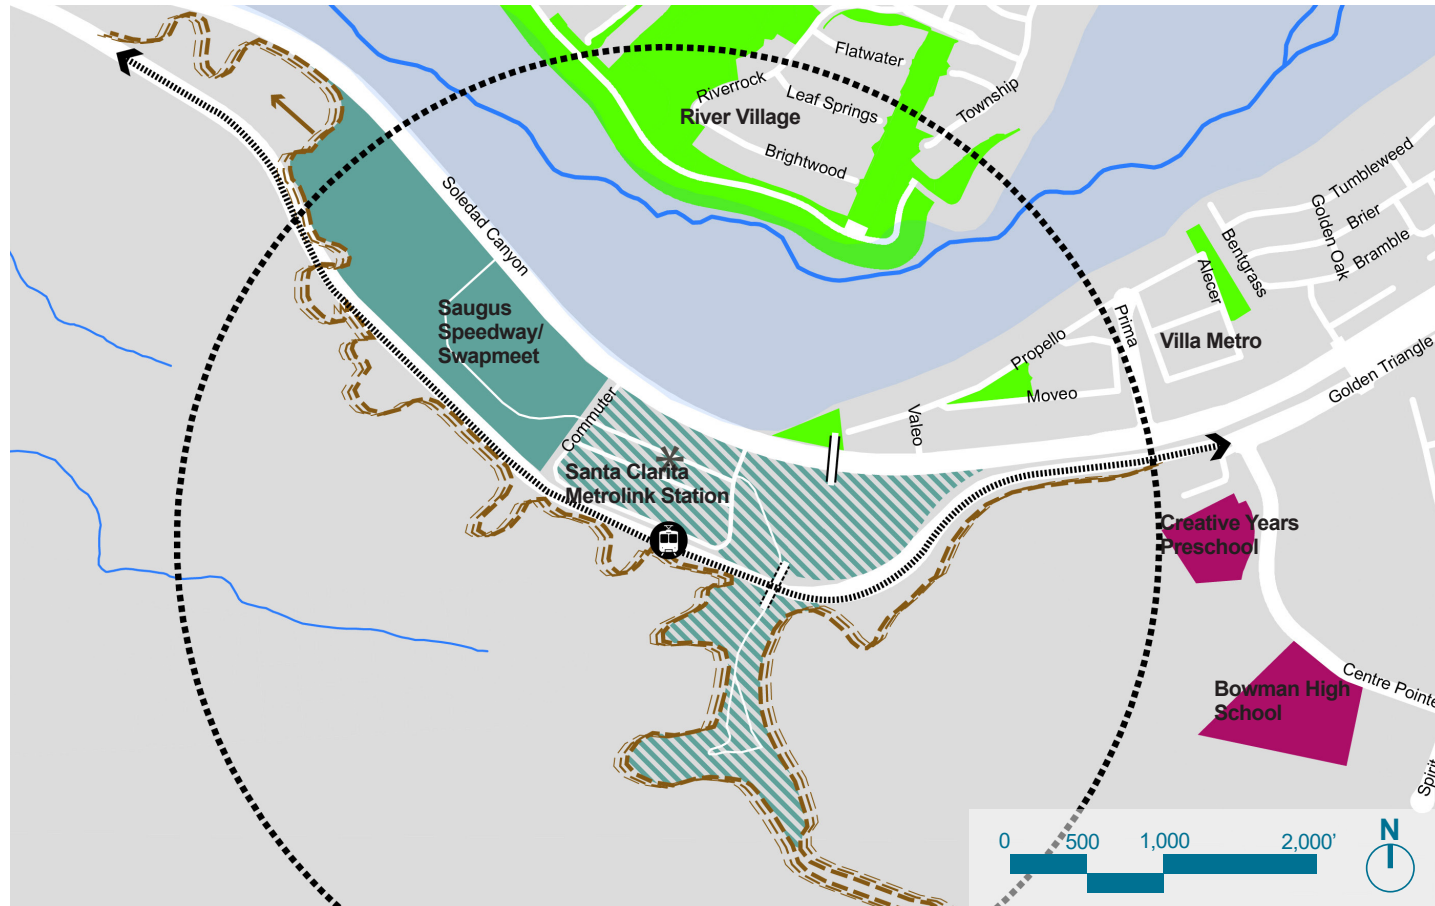 Flatwater
Riverrock
Leaf Springs
Township
River Village
Brightwood
Tumbleweed
Golden Oak
Brier
Bramble
Bentgrass
Alecer
Soledad Canyon
Saugus
Speedway/
Swapmeet
Prima
Propello
Villa Metro
Golden Triangle
Moveo
Valeo
Commuter
Santa Clarita
Metrolink Station
Creative Years
Preschool
Bowman High
School
Centre Pointe
Spirit
0 500 1,000 2,000’
N